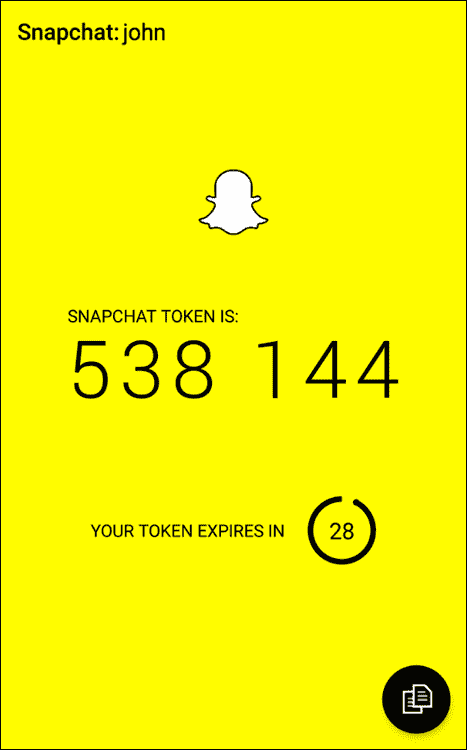 Snapchat: john
SNAPCHAT TOKEN IS:
538 144
YOUR TOKEN EXPIRES IN 28